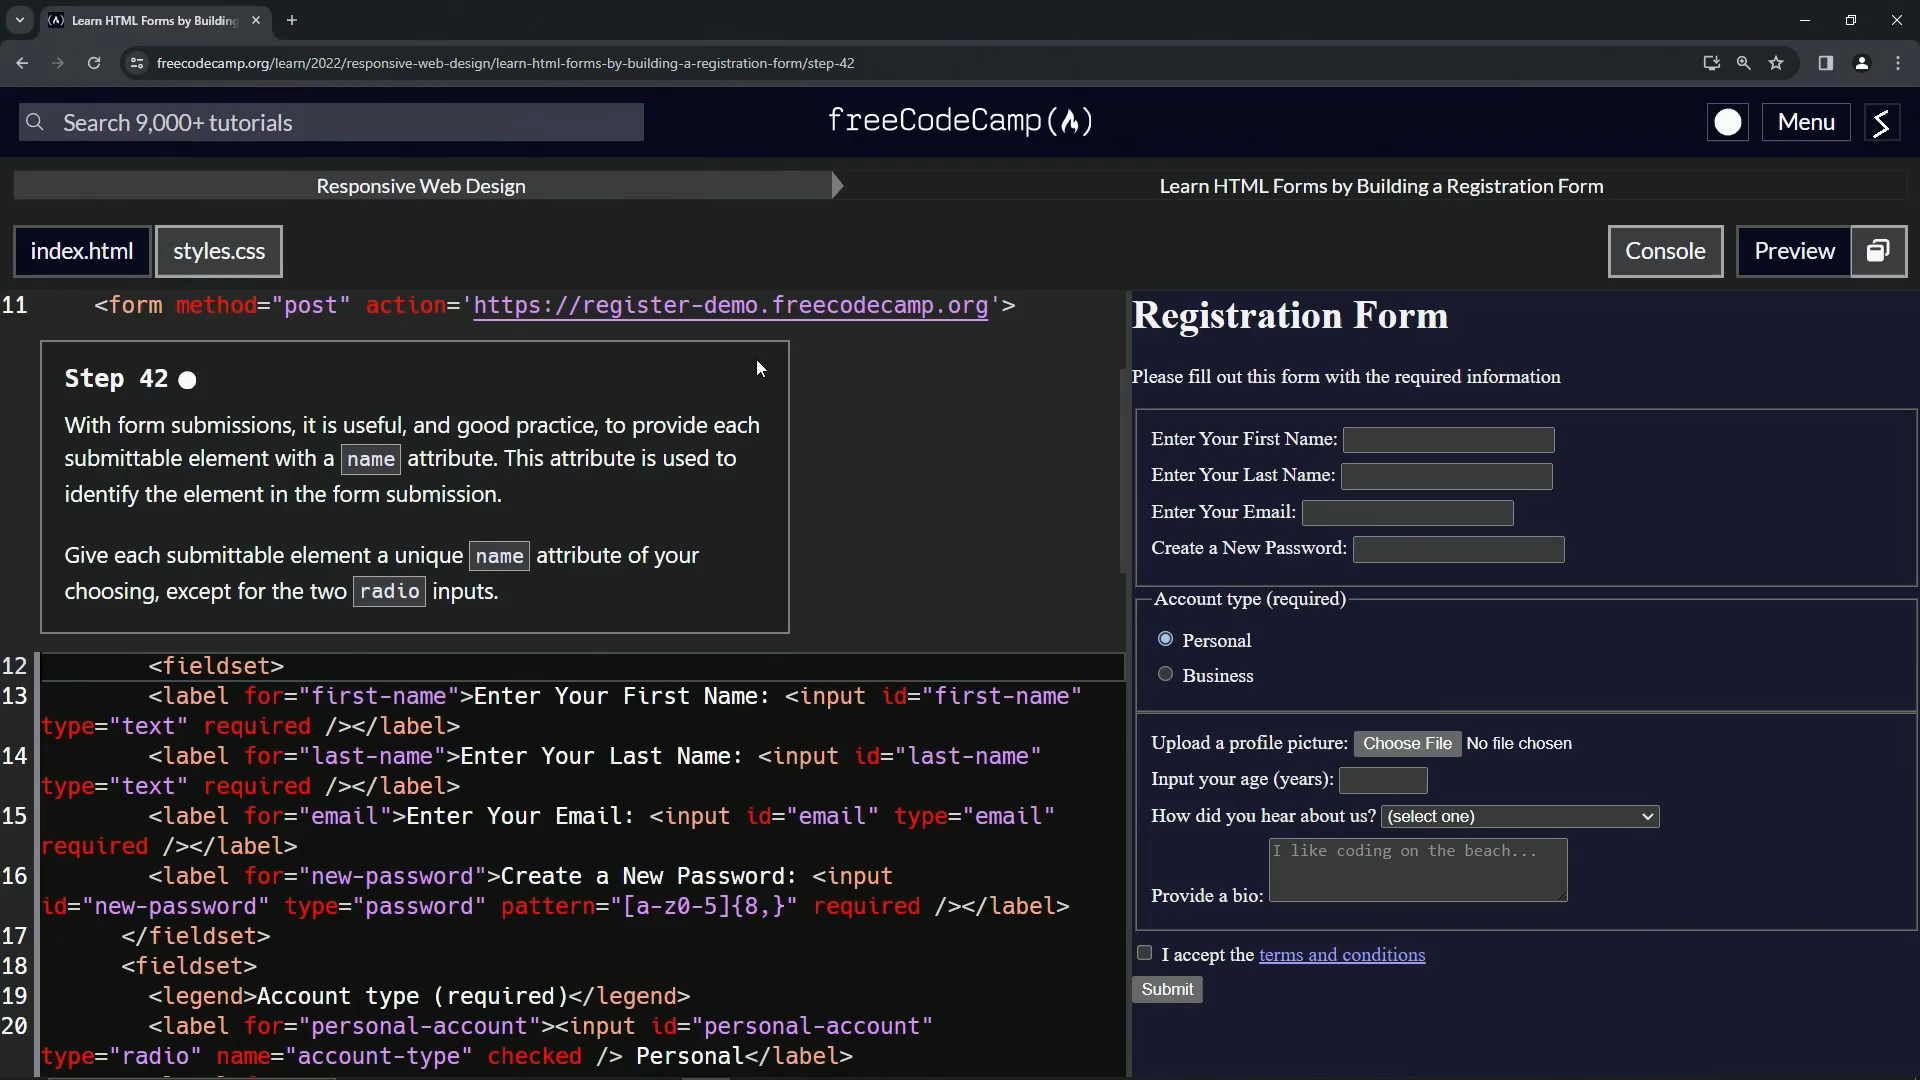 Learn HTML Forms by Building
freecodecamp.org/learn/2022/responsive-web-design/learn-html-forms-by-building-a-registration-form/step-42
Search 9,000+ tutorials
freeCodeCamp
Menu
Responsive Web Design
Learn HTML Forms by Building a Registration Form
index.html
styles.css
Console
Preview
11 <form method="post" action='https://register-demo.freecodecamp.org'>
Step 42
With form submissions, it is useful, and good practice, to provide each
submittable element with a name attribute. This attribute is used to
identify the element in the form submission.
Give each submittable element a unique name attribute of your
choosing, except for the two radio inputs.
12 <fieldset>
13 <label for="first-name">Enter Your First Name: <input id="first-name"
type="text" required /></label>
14 <label for="last-name">Enter Your Last Name: <input id="last-name"
type="text" required /></label>
15 <label for="email">Enter Your Email: <input id="email" type="email"
required /></label>
16 <label for="new-password">Create a New Password: <input
id="new-password" type="password" pattern="[a-z0-5]{8,}" required /></label>
17 </fieldset>
18 <fieldset>
19 <legend>Account type (required)</legend>
20 <label for="personal-account"><input id="personal-account"
type="radio" name="account-type" checked /> Personal</label>
Registration Form
Please fill out this form with the required information
Enter Your First Name:
Enter Your Last Name:
Enter Your Email:
Create a New Password:
Account type (required)
Personal
Business
Upload a profile picture: Choose File No file chosen
Input your age (years):
How did you hear about us? (select one)
I like coding on the beach...
Provide a bio:
I accept the terms and conditions
Submit